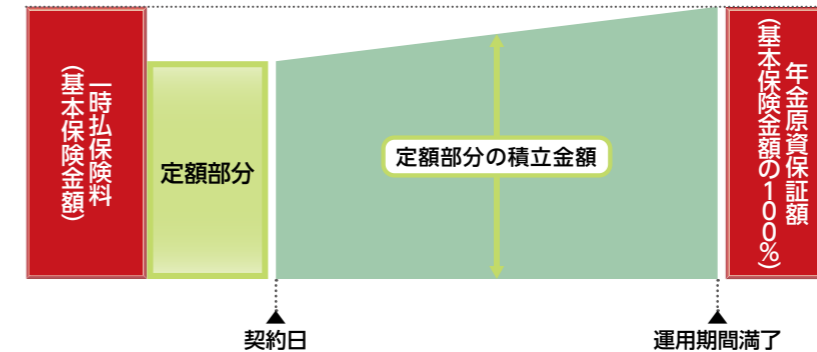 一時払保険料
（基本保険金額）
定額部分
定額部分の積立金額
年金原資保証額
（基本保険金額の100%）
契約日
運用期間満了